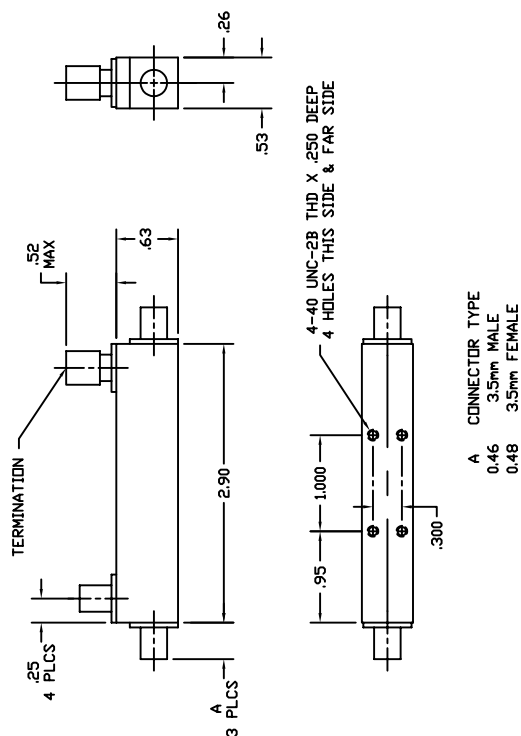 .26
.53
.52
MAX
.63
TERMINATION
2.90
.25
4 PLCS
A
3 PLCS
4-40 UNC-2B THD X .250 DEEP
4 HOLES THIS SIDE & FAR SIDE
1.000
.95
.300
A CONNECTOR TYPE
0.46 3.5mm MALE
0.48 3.5mm FEMALE